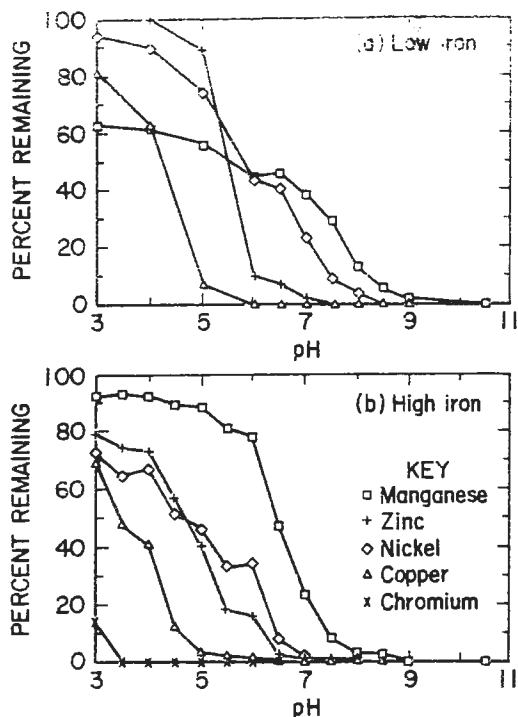 100
80
60
40
20
0
PERCENT REMAINING
(a) Low iron
3 5 7 9 11
pH
100
80
60
40
20
0
PERCENT REMAINING
(b) High iron
KEY
Manganese
Zinc
Nickel
Copper
Chromium
3 5 7 9 11
pH